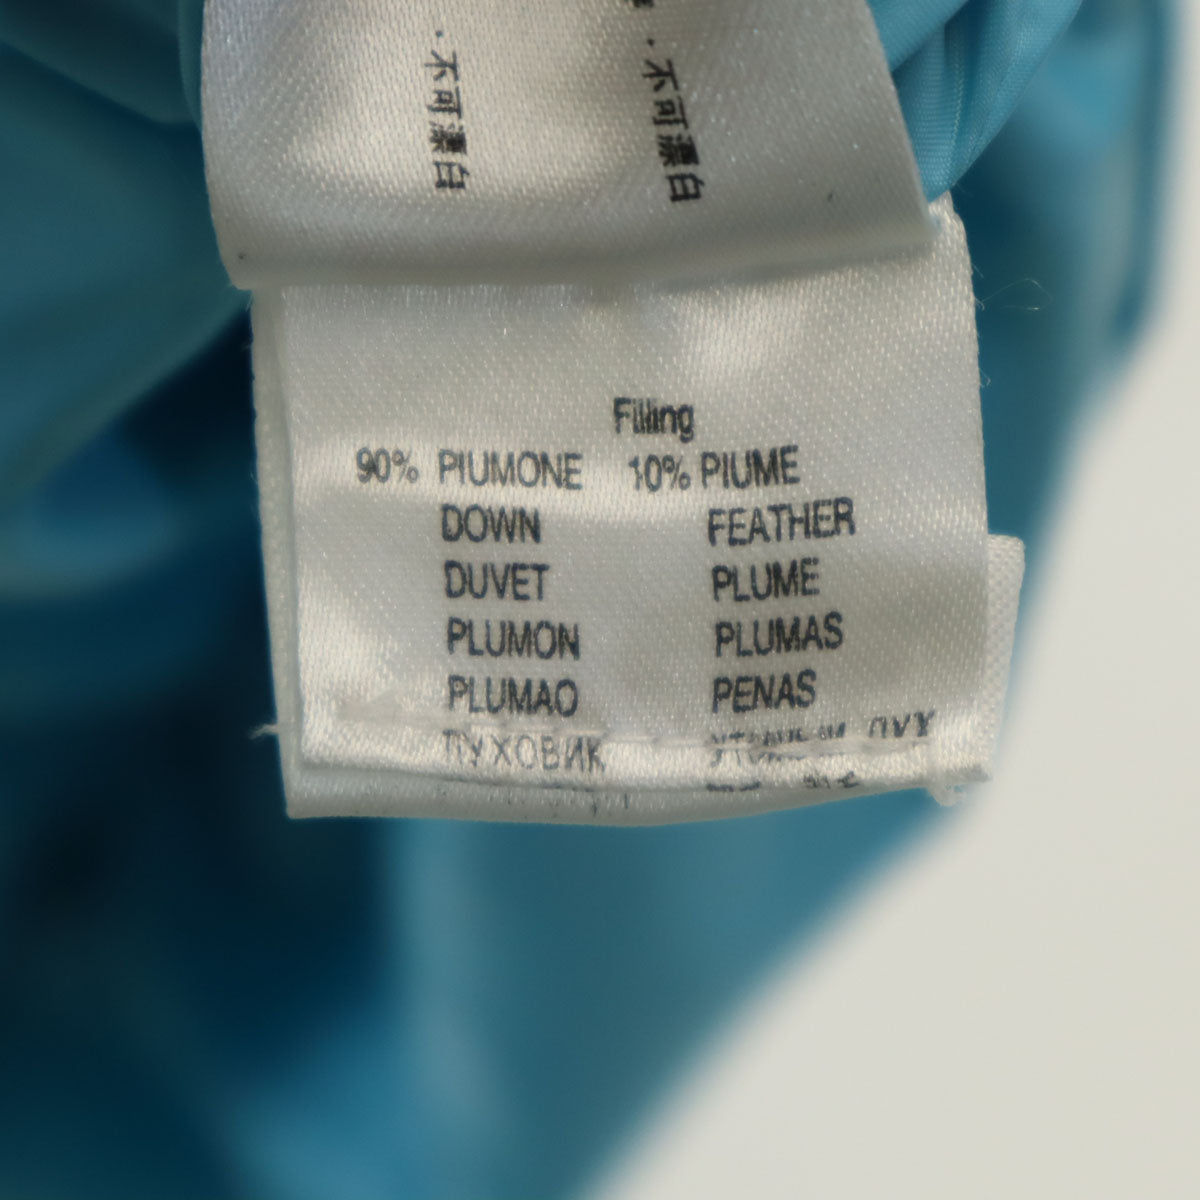 ．不可漂白
．不可漂白
Filling
90% PIUMONE 10% PIUME
DOWN FEATHER
DUVET PLUME
PLUMON PLUMAS
PLUMAO PENAS
ПУХОВИК ПУХ